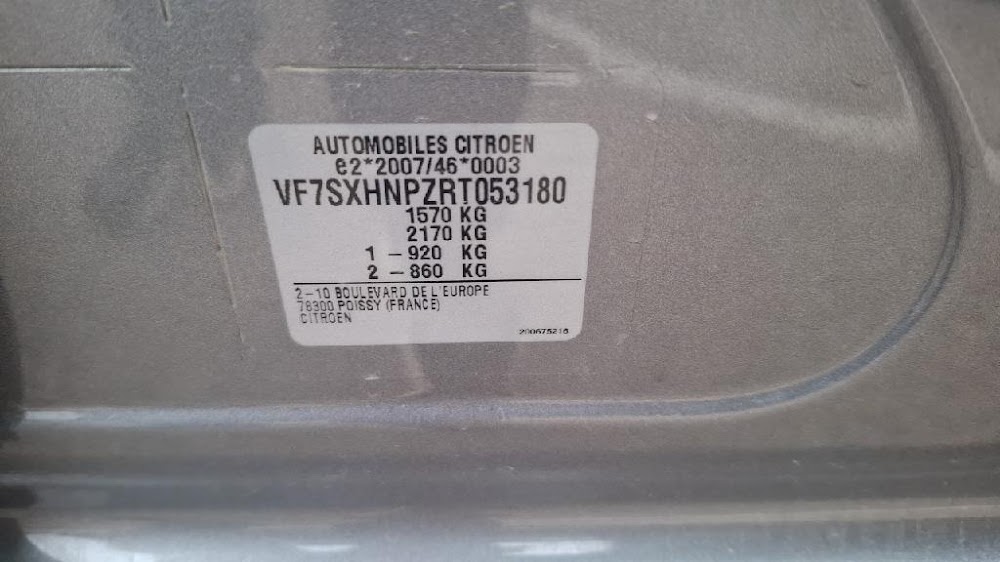 AUTOMOBILES CITROEN
e2*2007/46*0003
VF7SXHNPZRT053180
1570 KG
2170 KG
1 -920 KG
2 -860 KG
2-10 BOULEVARD DE L'EUROPE
78300 POISSY (FRANCE)
CITROEN
200675215